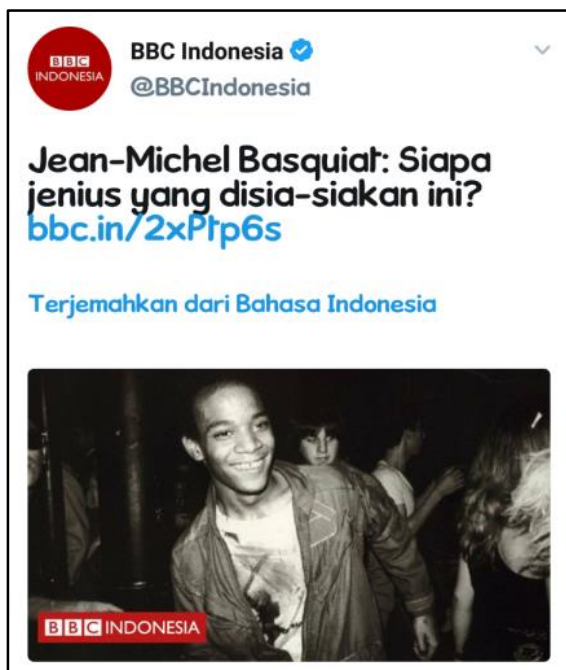 BBC
INDONESIA
BBC Indonesia
@BBCIndonesia
Jean-Michel Basquiat: Siapa
jenius yang disia-siakan ini?
bbc.in/2xPtp6s
Terjemahkan dari Bahasa Indonesia
BBC INDONESIA